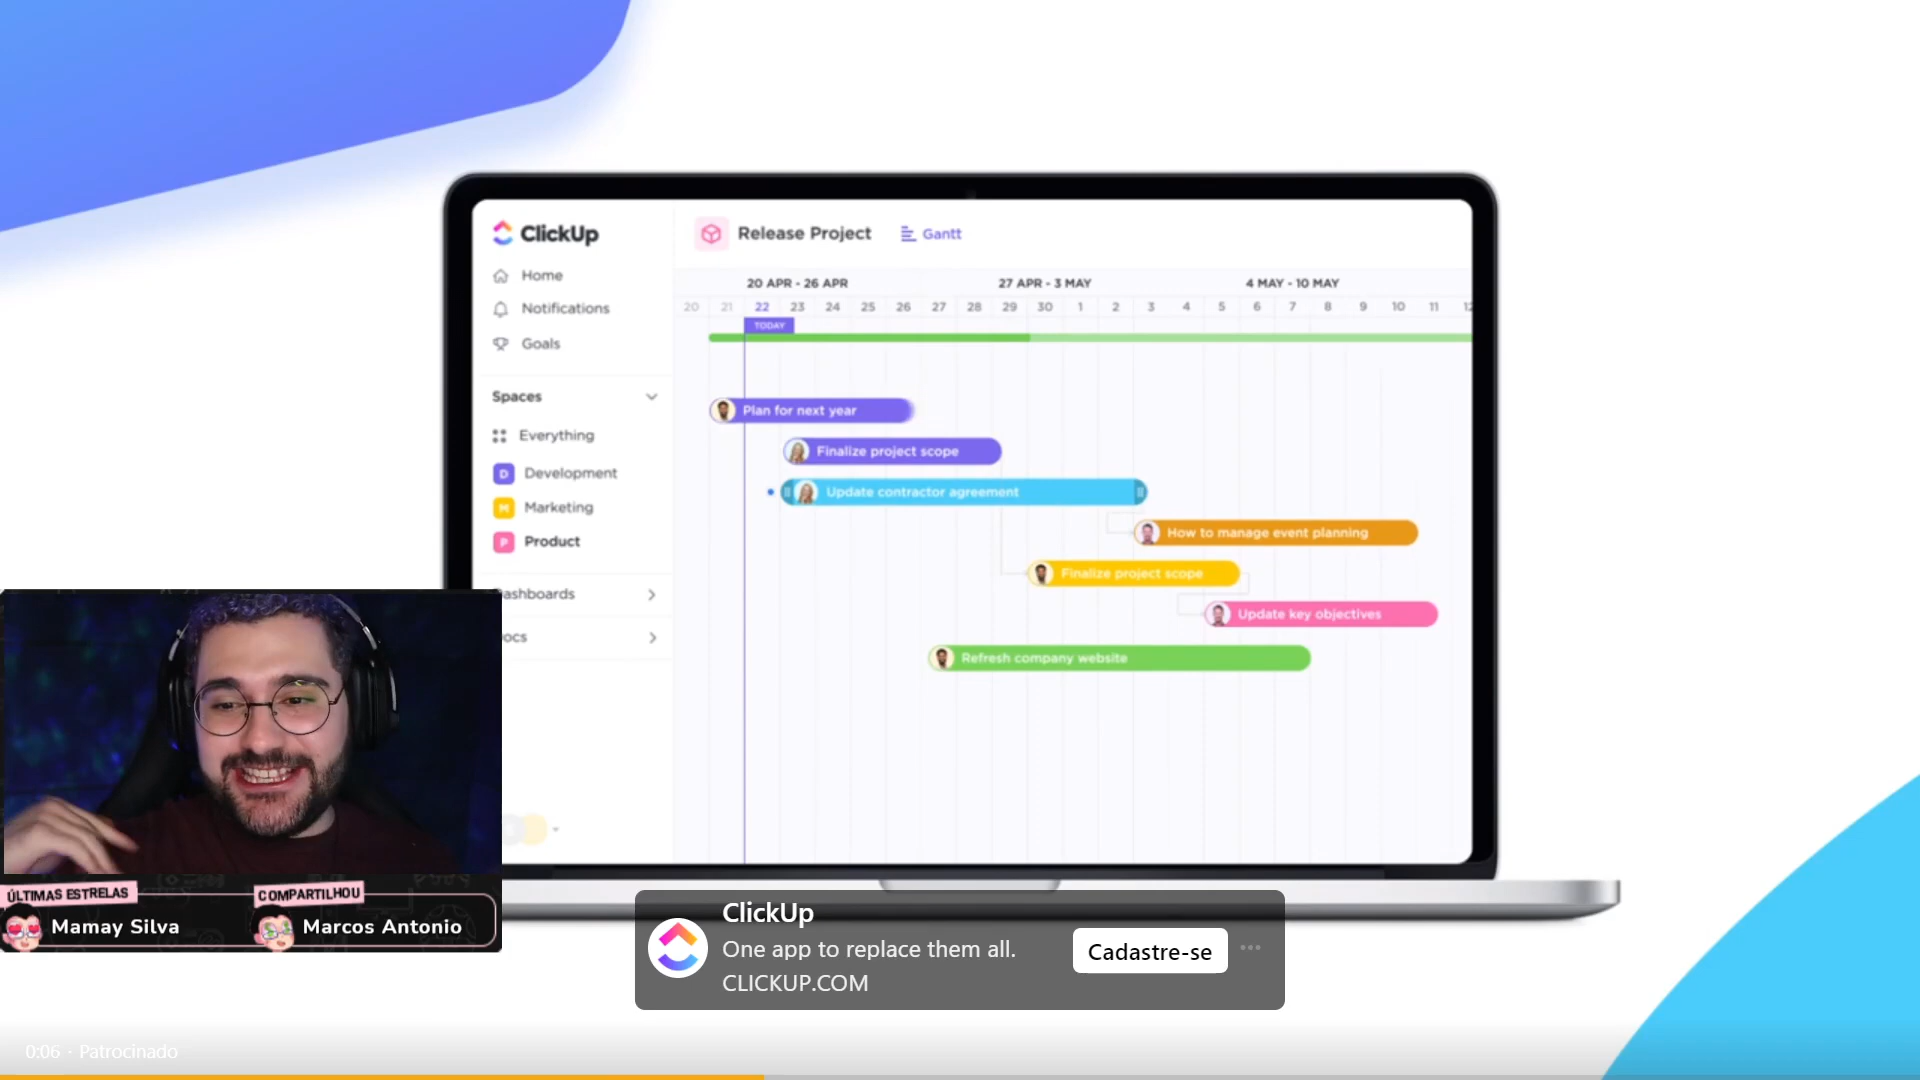 ClickUp
Home
Notifications
Goals
Spaces
Everything
D Development
M Marketing
P Product
ashboards
ocs
Release Project
Gantt
20 APR - 26 APR
27 APR - 3 MAY
4 MAY - 10 MAY
20 21 22 23 24 25 26 27 28 29 30 1 2 3 4 5 6 7 8 9 10 11 12
TODAY
Plan for next year
Finalize project scope
Update contractor agreement
How to manage event planning
Finalize project scope
Update key objectives
Refresh company website
ÚLTIMAS ESTRELAS
Mamay Silva
COMPARTILHOU
Marcos Antonio
ClickUp
One app to replace them all.
CLICKUP.COM
Cadastre-se
0:06 · Patrocinado